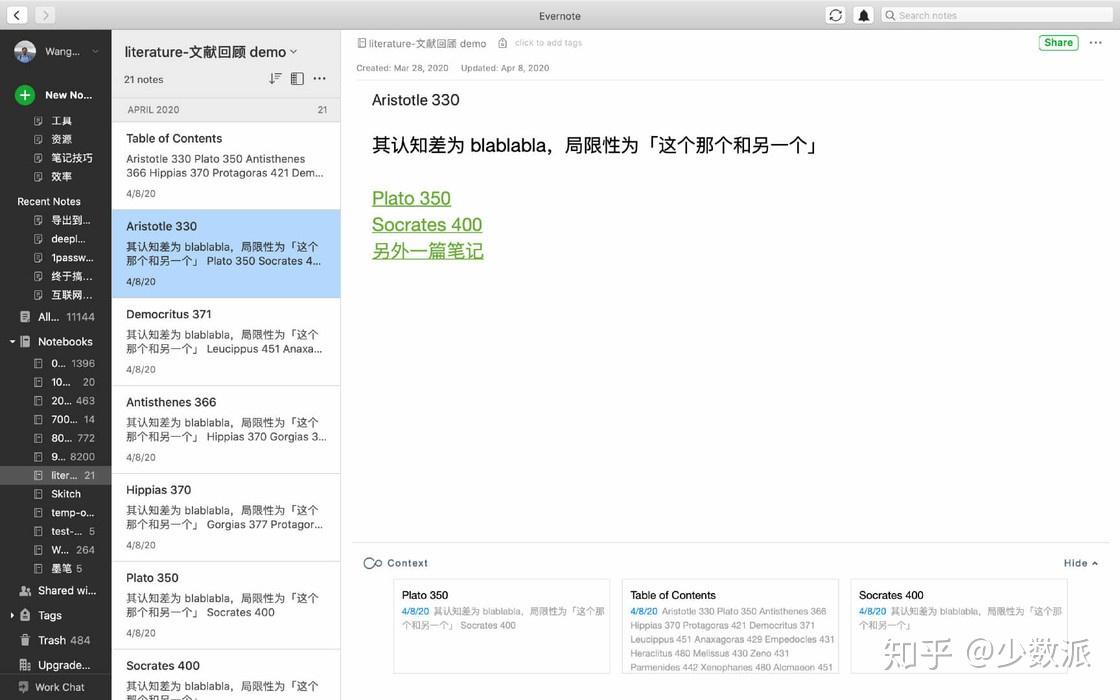 Evernote
Search notes
Wang...
New No...
工具
资源
笔记技巧
效率
Recent Notes
导出到...
deepl...
1passw...
终于搞...
互联网...
All... 11144
Notebooks
0... 1396
10... 20
20... 463
700... 14
80... 772
9... 8200
liter... 21
Skitch
temp-o...
test-... 5
W... 264
墨笔 5
Shared wi...
Tags
Trash 484
Upgrade...
Work Chat
literature-文献回顾 demo
21 notes
APRIL 2020 21
Table of Contents
Aristotle 330 Plato 350 Antisthenes
366 Hippias 370 Protagoras 421 Dem...
4/8/20
Aristotle 330
其认知差为 blablabla，局限性为「这个
那个和另一个」 Plato 350 Socrates 4...
4/8/20
Democritus 371
其认知差为 blablabla，局限性为「这个
那个和另一个」 Leucippus 451 Anaxa...
4/8/20
Antisthenes 366
其认知差为 blablabla，局限性为「这个
那个和另一个」 Hippias 370 Gorgias 3...
4/8/20
Hippias 370
其认知差为 blablabla，局限性为「这个
那个和另一个」 Gorgias 377 Protagor...
4/8/20
Plato 350
其认知差为 blablabla，局限性为「这个
那个和另一个」 Socrates 400
4/8/20
Socrates 400
其认知差为 blablabla，局限性为「这个
那个和另一个」
literature-文献回顾 demo click to add tags
Share
Created: Mar 28, 2020 Updated: Apr 8, 2020
Aristotle 330
其认知差为 blablabla，局限性为「这个那个和另一个」
Plato 350
Socrates 400
另外一篇笔记
Context
Hide
Plato 350
4/8/20 其认知差为 blablabla，局限性为「这个那
个和另一个」 Socrates 400
Table of Contents
4/8/20 Aristotle 330 Plato 350 Antisthenes 366
Hippias 370 Protagoras 421 Democritus 371
Leucippus 451 Anaxagoras 429 Empedocles 431
Heraclitus 480 Melissus 430 Zeno 431
Parmenides 442 Xenophanes 480 Alcmaeon 451
Socrates 400
4/8/20 其认知差为 blablabla，局限性为「这个那
个和另一个」
知乎 @少数派